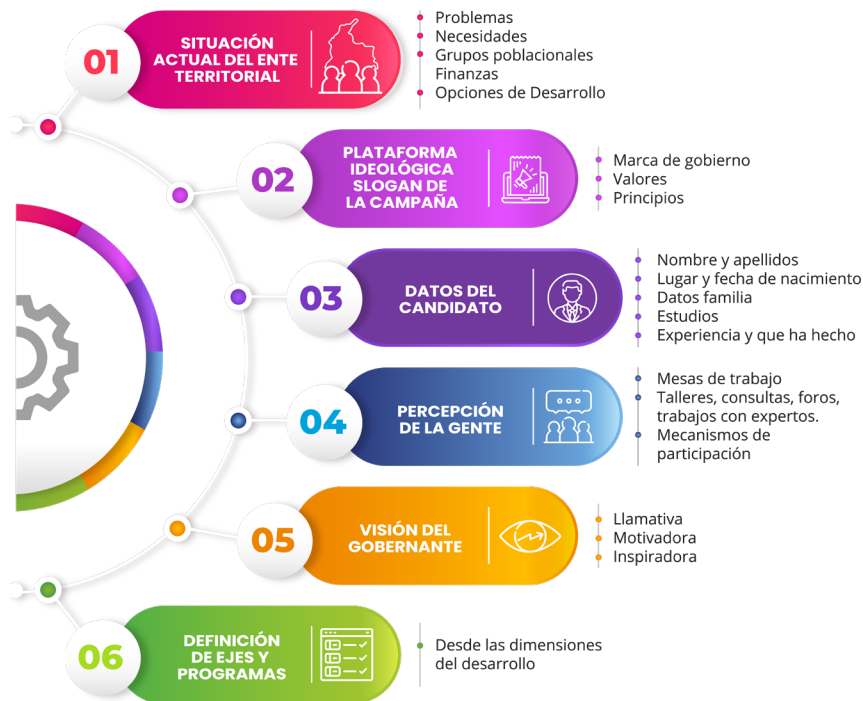 01
SITUACIÓN
ACTUAL DEL ENTE
TERRITORIAL
Problemas
Necesidades
Grupos poblacionales
Finanzas
Opciones de Desarrollo
02
PLATAFORMA
IDEOLÓGICA
SLOGAN DE
LA CAMPAÑA
Marca de gobierno
Valores
Principios
03
DATOS DEL
CANDIDATO
Nombre y apellidos
Lugar y fecha de nacimiento
Datos familia
Estudios
Experiencia y que ha hecho
04
PERCEPCIÓN
DE LA GENTE
Mesas de trabajo
Talleres, consultas, foros,
trabajos con expertos.
Mecanismos de
participación
05
VISIÓN DEL
GOBERNANTE
Llamativa
Motivadora
Inspiradora
06
DEFINICIÓN
DE EJES Y
PROGRAMAS
Desde las dimensiones
del desarrollo